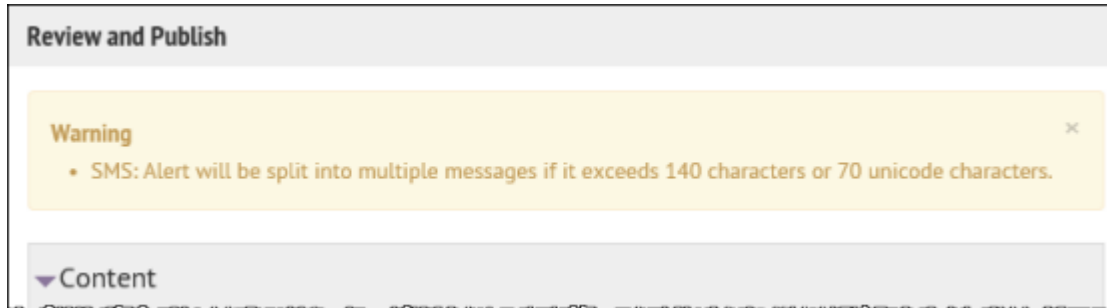 Review and Publish
Warning
×
• SMS: Alert will be split into multiple messages if it exceeds 140 characters or 70 unicode characters.
Content